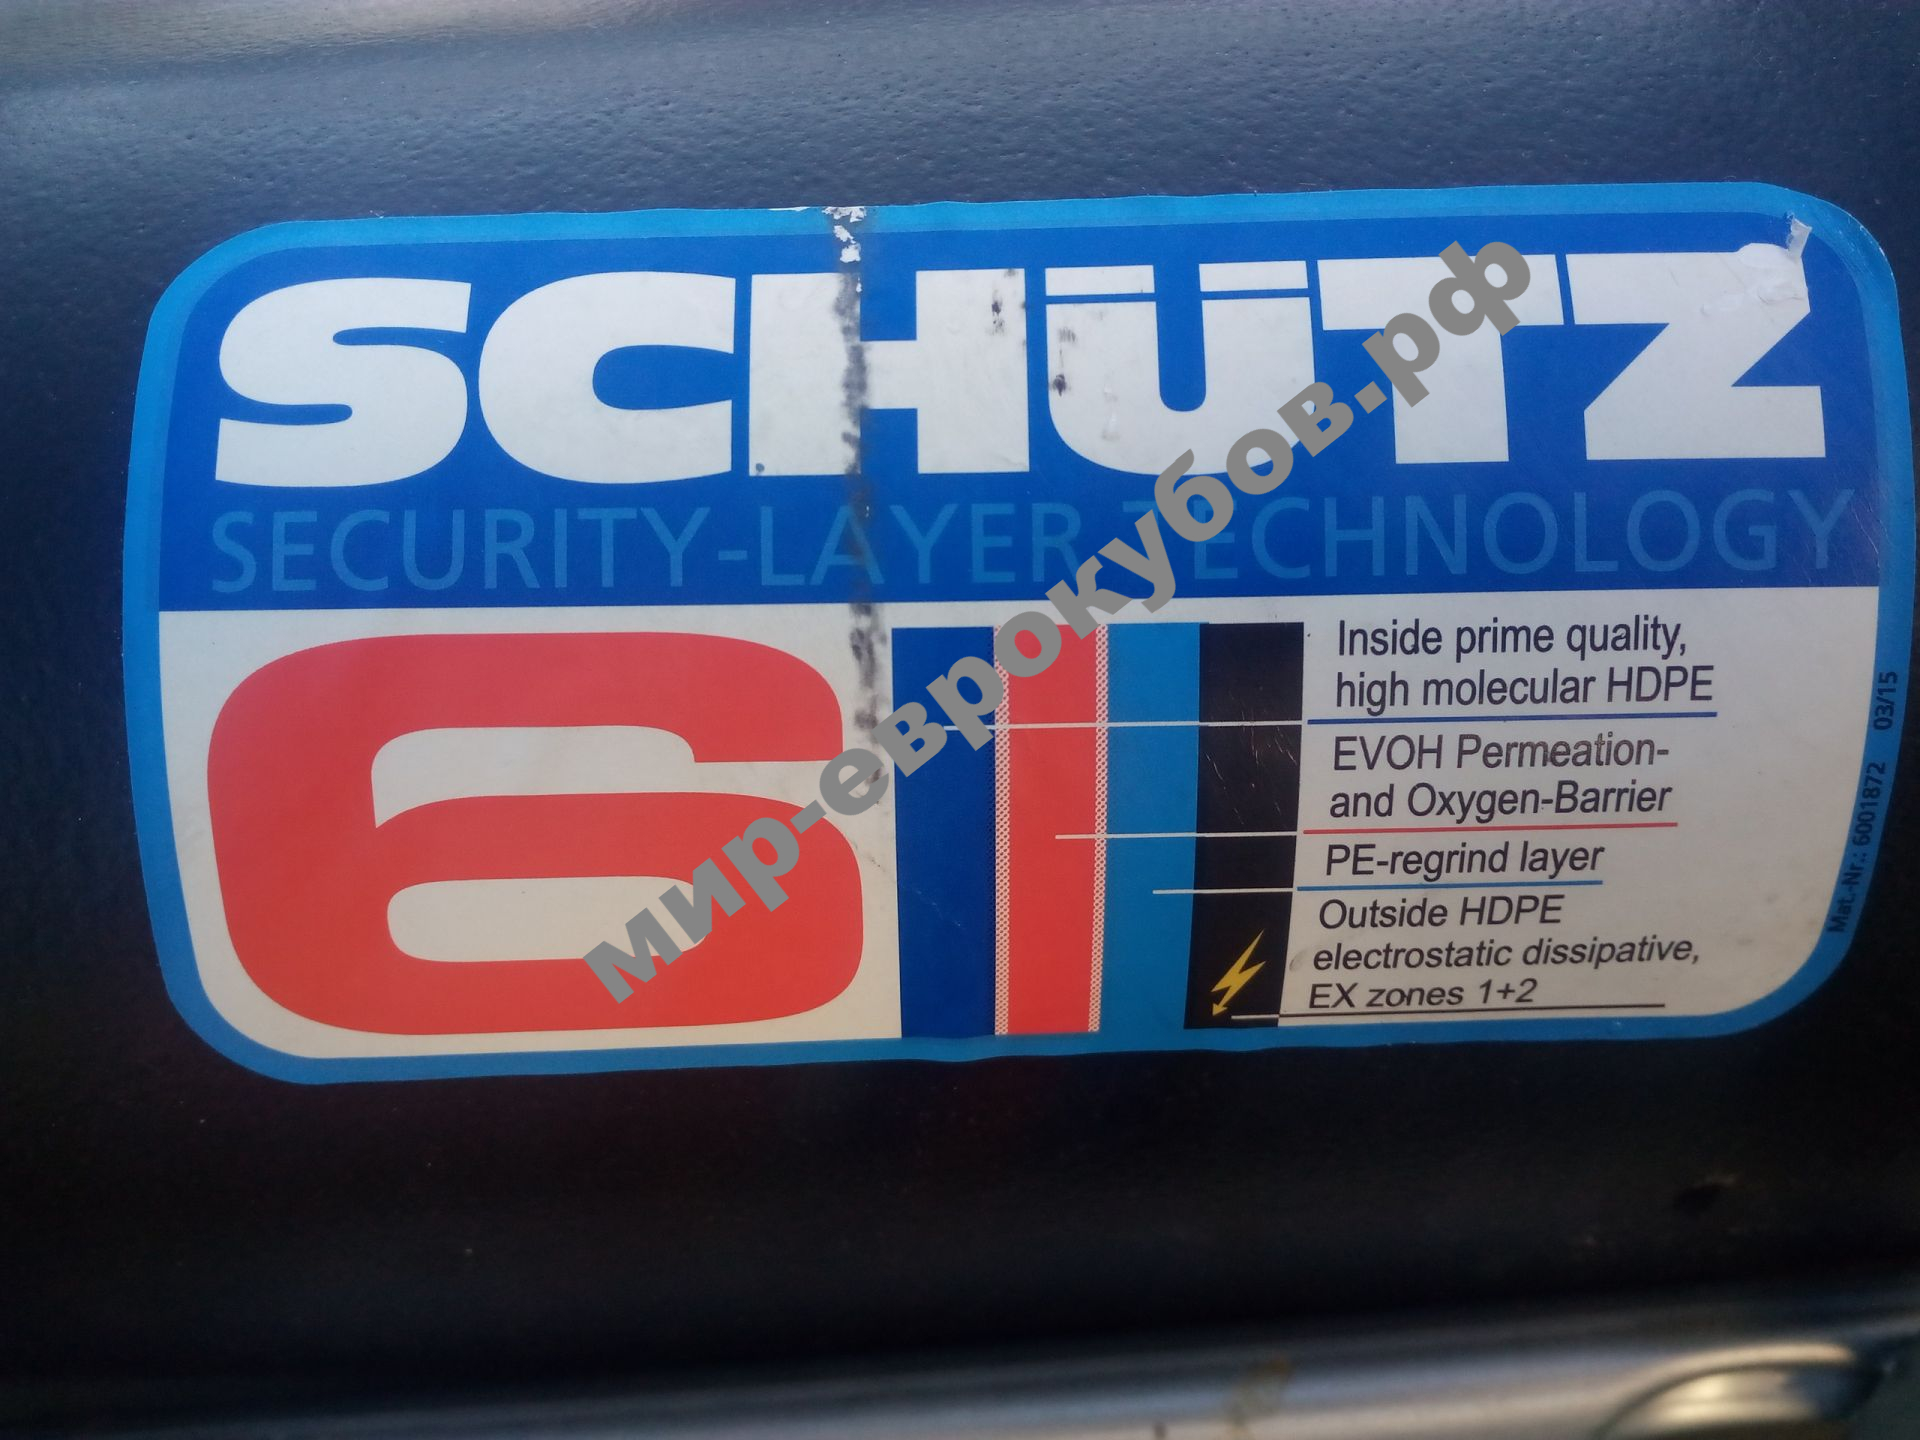 SCHÜTZ
SECURITY-LAYER TECHNOLOGY
6
Inside prime quality,
high molecular HDPE
EVOH Permeation-
and Oxygen-Barrier
PE-regrind layer
Outside HDPE
electrostatic dissipative,
EX zones 1+2
Mat.-Nr.: 6001872 03/15
мир-еврокубов.рф